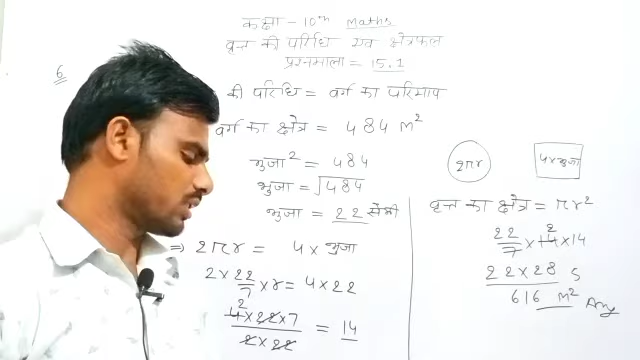 कक्षा - 10th Maths
वृत्त की परिधि एवं क्षेत्रफल
प्रश्नमाला = 15.1
6
की परिधि = वर्ग का परिमाप
वर्ग का क्षेत्र = 484 m²
भुजा² = 484
भुजा = √484
भुजा = 22 सेमी
⇒ 2πr = 4 × भुजा
2 × 22/7 × r = 4 × 22
2
4 × 22 × 7 / 2 × 22 = 14
2πr
4 × भुजा
वृत्त का क्षेत्र = πr²
2
22/7 × 14 × 14
22 × 28
616 m² Ans